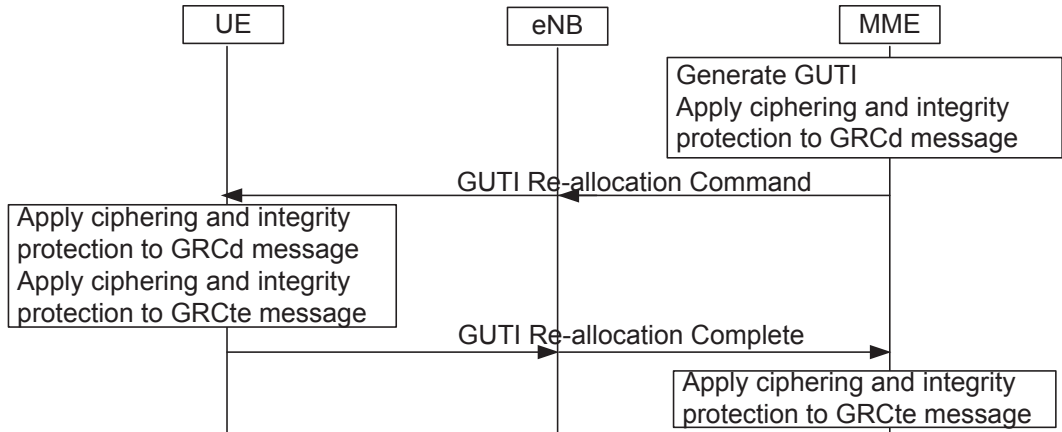 UE
eNB
MME
Generate GUTI
Apply ciphering and integrity
protection to GRCd message
GUTI Re-allocation Command
Apply ciphering and integrity
protection to GRCd message
Apply ciphering and integrity
protection to GRCte message
GUTI Re-allocation Complete
Apply ciphering and integrity
protection to GRCte message